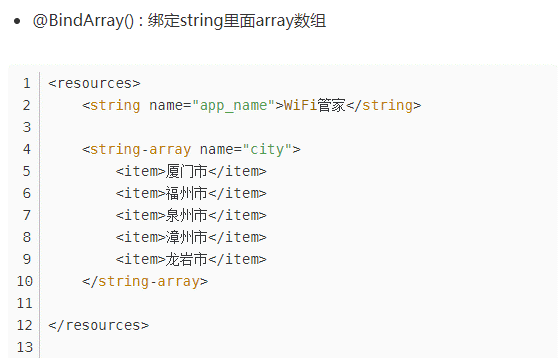 • @BindArray() : 绑定string里面array数组
1 <resources>
2     <string name="app_name">WiFi管家</string>
3
4     <string-array name="city">
5         <item>厦门市</item>
6         <item>福州市</item>
7         <item>泉州市</item>
8         <item>漳州市</item>
9         <item>龙岩市</item>
10     </string-array>
11
12 </resources>
13